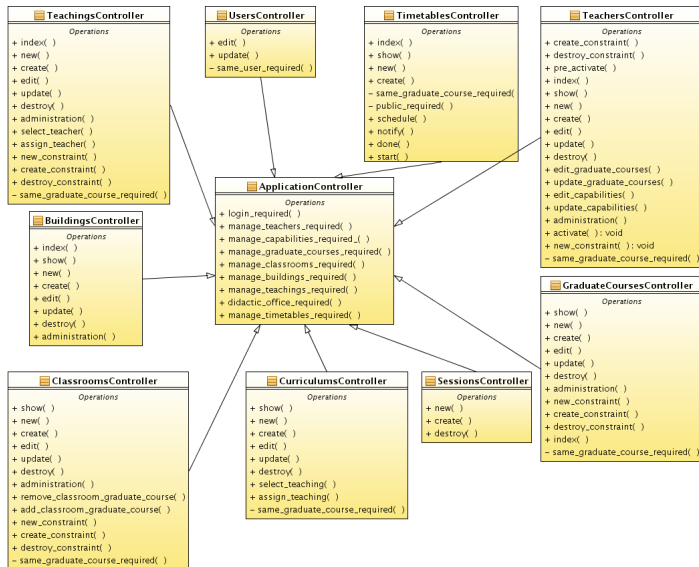 TeachingsController
Operations
+ index( )
+ new( )
+ create( )
+ edit( )
+ update( )
+ destroy( )
+ administration( )
+ select_teacher( )
+ assign_teacher( )
+ new_constraint( )
+ create_constraint( )
+ destroy_constraint( )
− same_graduate_course_required( )
UsersController
Operations
+ edit( )
+ update( )
− same_user_required( )
TimetablesController
Operations
+ index( )
+ show( )
+ new( )
+ create( )
− same_graduate_course_required(
− public_required( )
+ schedule( )
+ notify( )
+ done( )
+ start( )
TeachersController
Operations
+ create_constraint( )
+ destroy_constraint( )
+ pre_activate( )
+ index( )
+ show( )
+ new( )
+ create( )
+ edit( )
+ update( )
+ destroy( )
+ edit_graduate_courses( )
+ update_graduate_courses( )
+ edit_capabilities( )
+ update_capabilities( )
+ administration( )
+ activate( ) : void
+ new_constraint( ) : void
− same_graduate_course_required( )
ApplicationController
Operations
+ login_required( )
+ manage_teachers_required( )
+ manage_capabilities_required_( )
+ manage_graduate_courses_required( )
+ manage_classrooms_required( )
+ manage_buildings_required( )
+ manage_teachings_required( )
+ didactic_office_required( )
+ manage_timetables_required( )
BuildingsController
Operations
+ index( )
+ show( )
+ new( )
+ create( )
+ edit( )
+ update( )
+ destroy( )
+ administration( )
GraduateCoursesController
Operations
+ show( )
+ new( )
+ create( )
+ edit( )
+ update( )
+ destroy( )
+ administration( )
+ new_constraint( )
+ create_constraint( )
+ destroy_constraint( )
+ index( )
− same_graduate_course_required( )
ClassroomsController
Operations
+ show( )
+ new( )
+ create( )
+ edit( )
+ update( )
+ destroy( )
+ administration( )
+ remove_classroom_graduate_course( )
+ add_classroom_graduate_course( )
+ new_constraint( )
+ create_constraint( )
+ destroy_constraint( )
− same_graduate_course_required( )
CurriculumsController
Operations
+ show( )
+ new( )
+ create( )
+ edit( )
+ update( )
+ destroy( )
+ select_teaching( )
+ assign_teaching( )
− same_graduate_course_required( )
SessionsController
Operations
+ new( )
+ create( )
+ destroy( )